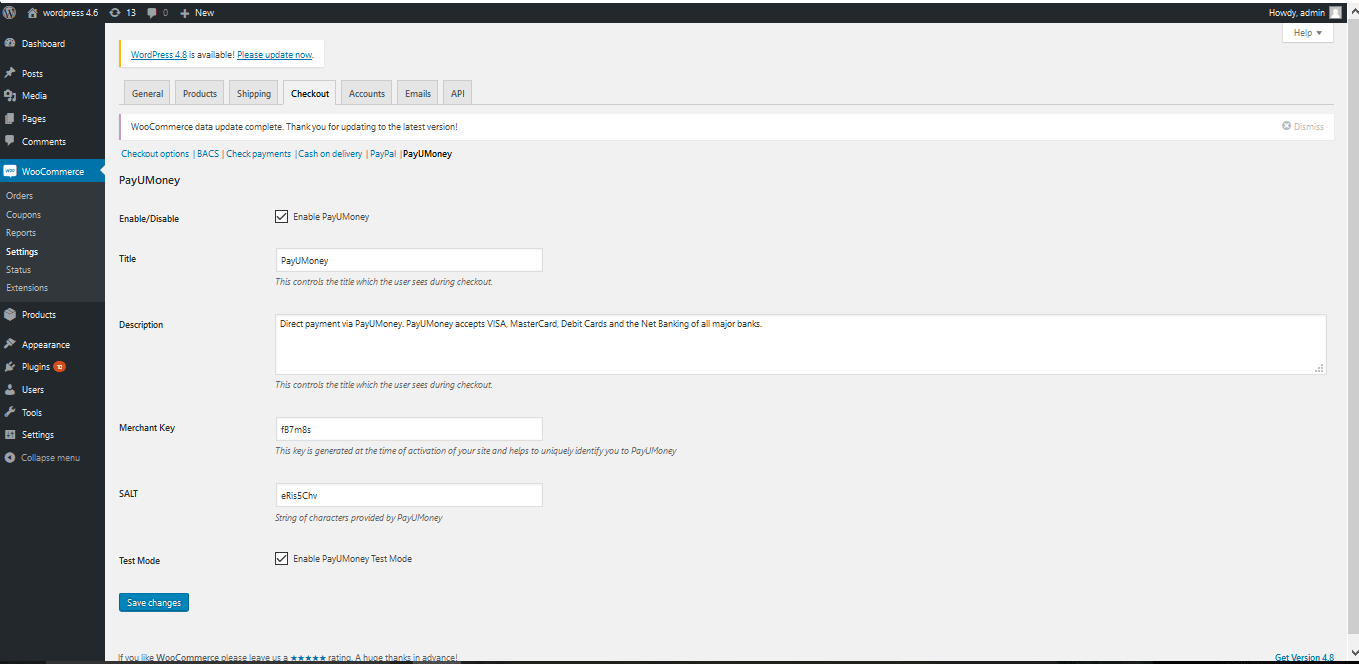 wordpress 4.6 13 0 + New Howdy, admin
Help ▼
Dashboard
Posts
Media
Pages
Comments
WooCommerce
Orders
Coupons
Reports
Settings
Status
Extensions
Products
Appearance
Plugins 10
Users
Tools
Settings
Collapse menu
WordPress 4.8 is available! Please update now.
General Products Shipping Checkout Accounts Emails API
WooCommerce data update complete. Thank you for updating to the latest version! Dismiss
Checkout options | BACS | Check payments | Cash on delivery | PayPal | PayUMoney
PayUMoney
Enable/Disable Enable PayUMoney
Title PayUMoney
This controls the title which the user sees during checkout.
Description Direct payment via PayUMoney. PayUMoney accepts VISA, MasterCard, Debit Cards and the Net Banking of all major banks.
This controls the title which the user sees during checkout.
Merchant Key f87m8s
This key is generated at the time of activation of your site and helps to uniquely identify you to PayUMoney
SALT eRis5Chv
String of characters provided by PayUMoney
Test Mode Enable PayUMoney Test Mode
Save changes
If you like WooCommerce please leave us a ★★★★★ rating. A huge thanks in advance! Get Version 4.8